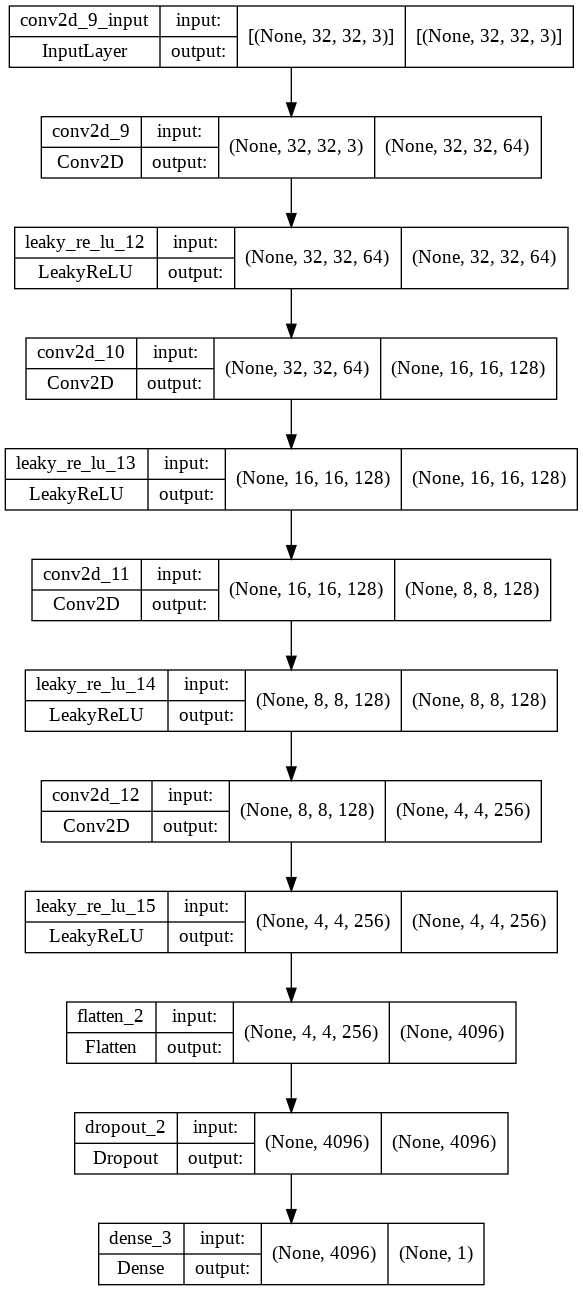 conv2d_9_input input: [(None, 32, 32, 3)] [(None, 32, 32, 3)]
InputLayer output:
conv2d_9 input: (None, 32, 32, 3) (None, 32, 32, 64)
Conv2D output:
leaky_re_lu_12 input: (None, 32, 32, 64) (None, 32, 32, 64)
LeakyReLU output:
conv2d_10 input: (None, 32, 32, 64) (None, 16, 16, 128)
Conv2D output:
leaky_re_lu_13 input: (None, 16, 16, 128) (None, 16, 16, 128)
LeakyReLU output:
conv2d_11 input: (None, 16, 16, 128) (None, 8, 8, 128)
Conv2D output:
leaky_re_lu_14 input: (None, 8, 8, 128) (None, 8, 8, 128)
LeakyReLU output:
conv2d_12 input: (None, 8, 8, 128) (None, 4, 4, 256)
Conv2D output:
leaky_re_lu_15 input: (None, 4, 4, 256) (None, 4, 4, 256)
LeakyReLU output:
flatten_2 input: (None, 4, 4, 256) (None, 4096)
Flatten output:
dropout_2 input: (None, 4096) (None, 4096)
Dropout output:
dense_3 input: (None, 4096) (None, 1)
Dense output: